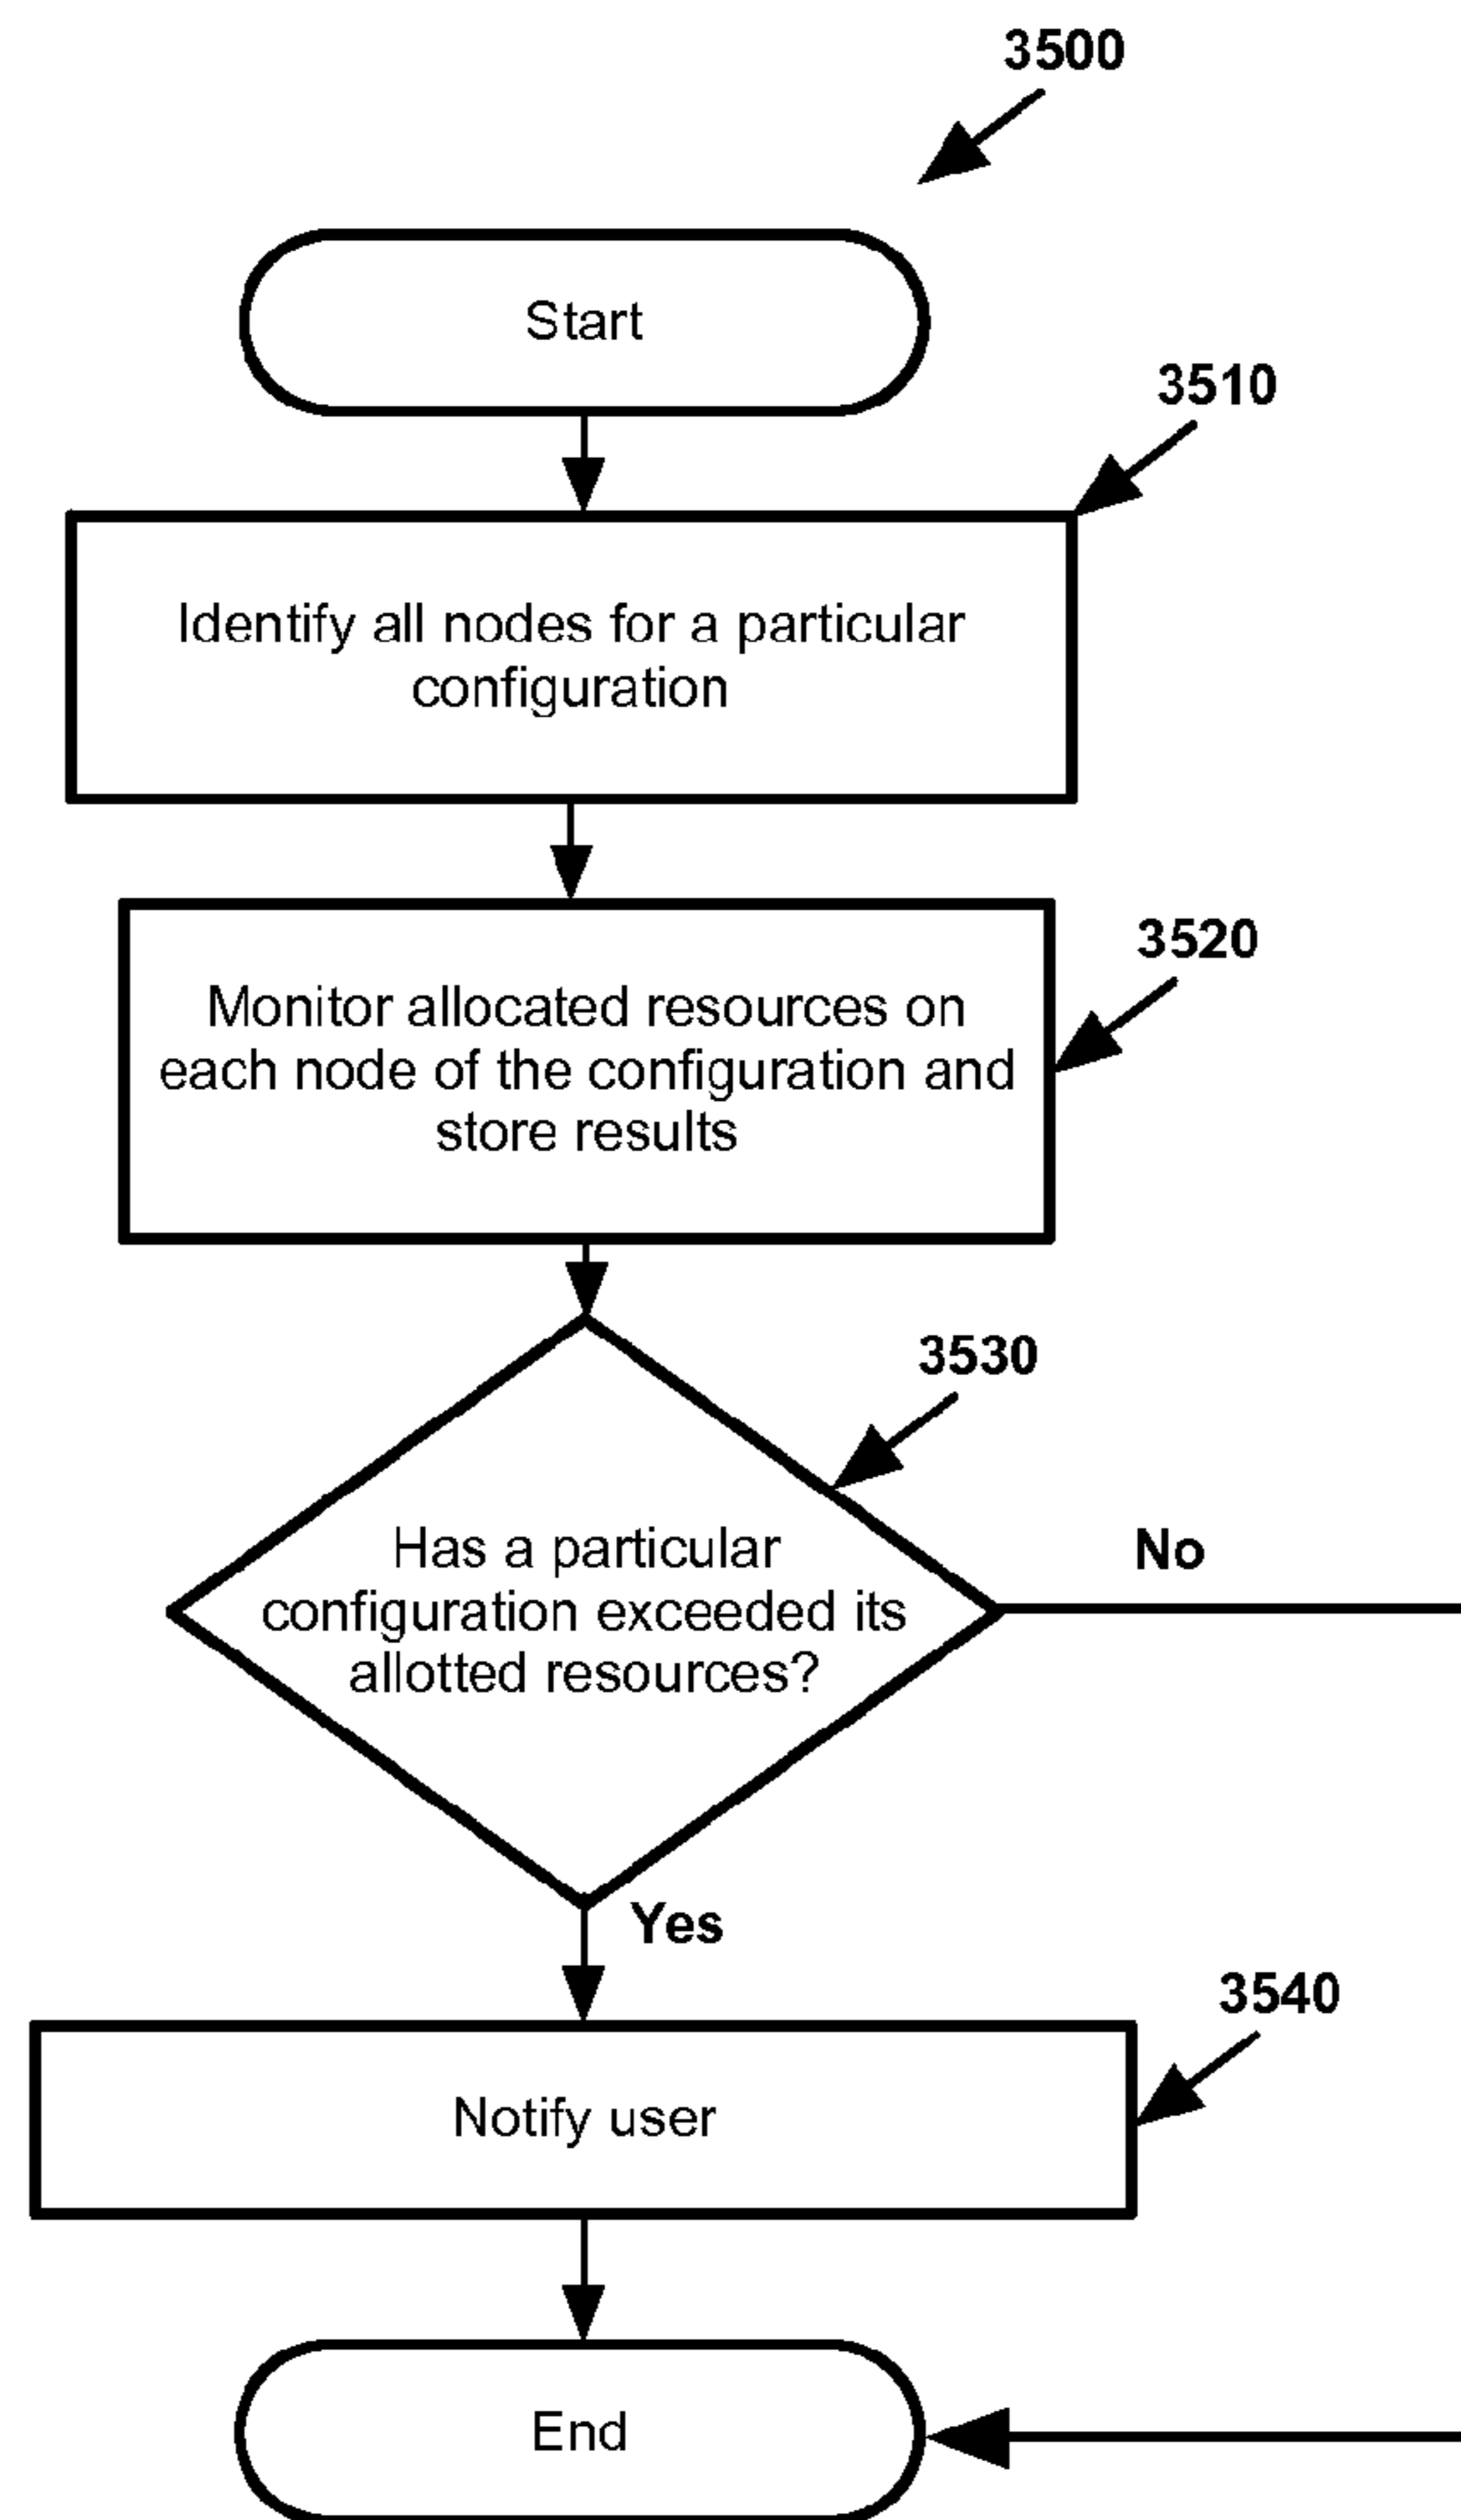 3500
Start
3510
Identify all nodes for a particular
configuration
3520
Monitor allocated resources on
each node of the configuration and
store results
3530
Has a particular
configuration exceeded its
allotted resources?
No
Yes
3540
Notify user
End